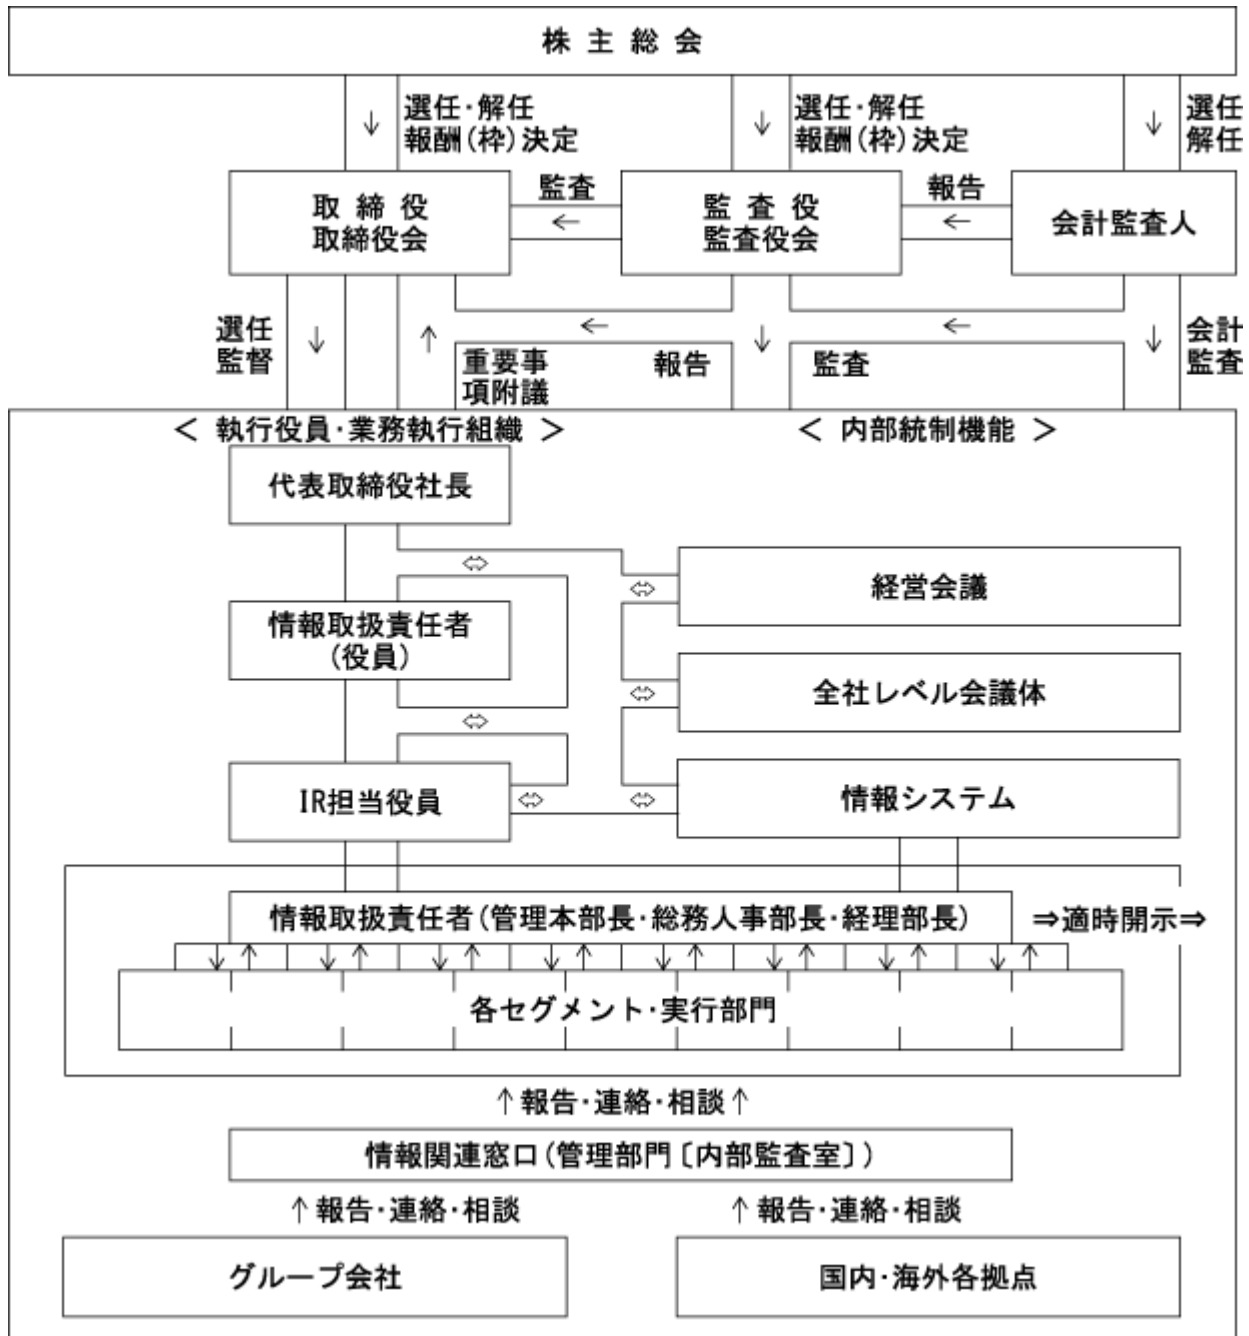 株主総会
選任・解任
報酬(枠)決定
選任・解任
報酬(枠)決定
選任
解任
↓
↓
↓
取締役
取締役会
監査
←
監査役
監査役会
報告
←
会計監査人
選任
監督
↓
↑
重要事
項附議
←
報告
↓
監査
←
↓
会計
監査
＜ 執行役員・業務執行組織 ＞
＜ 内部統制機能 ＞
代表取締役社長
⇔
⇔
経営会議
情報取扱責任者
(役員)
⇔
全社レベル会議体
⇔
IR担当役員
⇔
⇔
情報システム
情報取扱責任者(管理本部長・総務人事部長・経理部長)
⇒適時開示⇒
↓↑ ↓↑ ↓↑ ↓↑ ↓↑ ↓↑ ↓↑ ↓↑
各セグメント・実行部門
↑報告・連絡・相談↑
情報関連窓口(管理部門〔内部監査室〕)
↑報告・連絡・相談
↑報告・連絡・相談
グループ会社
国内・海外各拠点